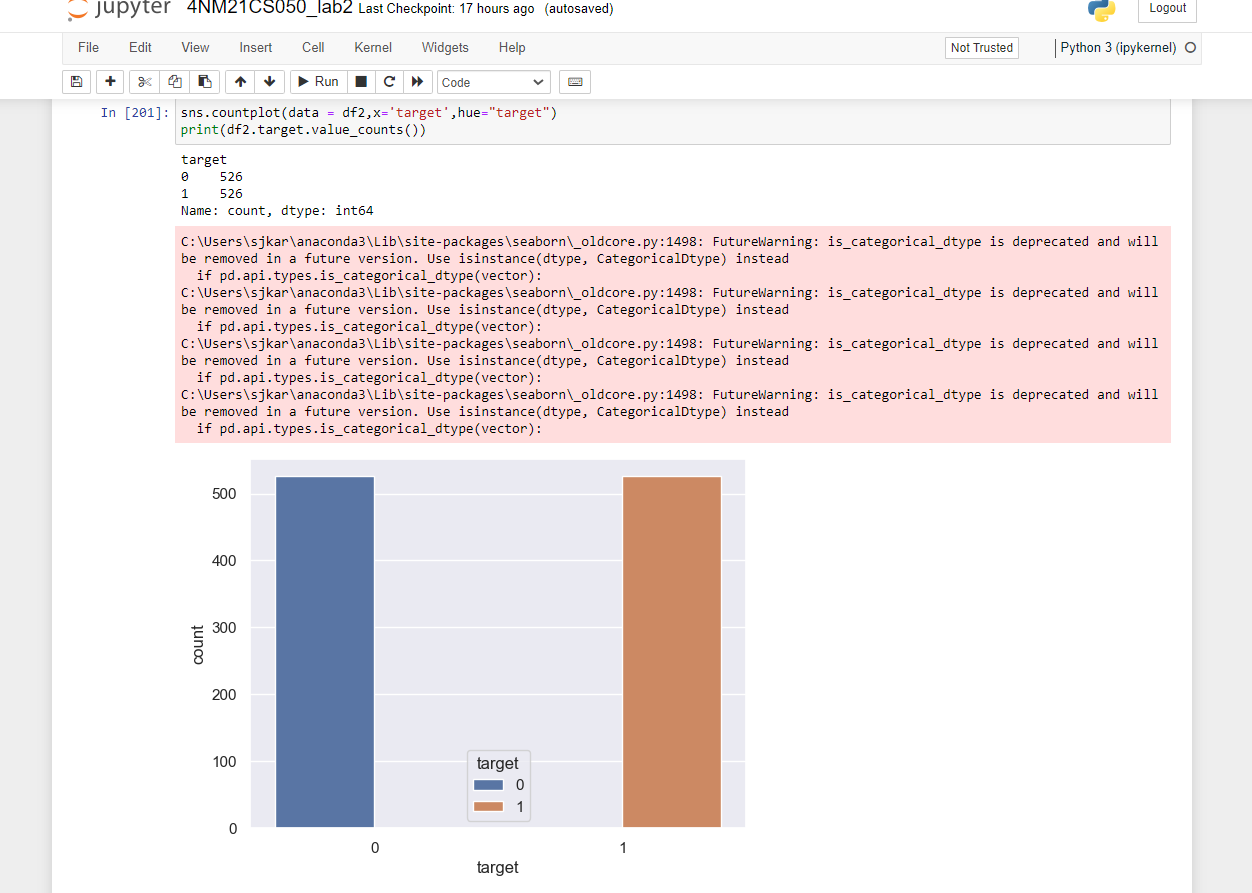 jupyter 4NM21CS050_lab2 Last Checkpoint: 17 hours ago (autosaved)
Logout
File Edit View Insert Cell Kernel Widgets Help
Not Trusted
Python 3 (ipykernel)
Run
Code
In [201]: sns.countplot(data = df2,x='target',hue="target")
print(df2.target.value_counts())
target
0    526
1    526
Name: count, dtype: int64
C:\Users\sjkar\anaconda3\Lib\site-packages\seaborn\_oldcore.py:1498: FutureWarning: is_categorical_dtype is deprecated and will
be removed in a future version. Use isinstance(dtype, CategoricalDtype) instead
  if pd.api.types.is_categorical_dtype(vector):
C:\Users\sjkar\anaconda3\Lib\site-packages\seaborn\_oldcore.py:1498: FutureWarning: is_categorical_dtype is deprecated and will
be removed in a future version. Use isinstance(dtype, CategoricalDtype) instead
  if pd.api.types.is_categorical_dtype(vector):
C:\Users\sjkar\anaconda3\Lib\site-packages\seaborn\_oldcore.py:1498: FutureWarning: is_categorical_dtype is deprecated and will
be removed in a future version. Use isinstance(dtype, CategoricalDtype) instead
  if pd.api.types.is_categorical_dtype(vector):
C:\Users\sjkar\anaconda3\Lib\site-packages\seaborn\_oldcore.py:1498: FutureWarning: is_categorical_dtype is deprecated and will
be removed in a future version. Use isinstance(dtype, CategoricalDtype) instead
  if pd.api.types.is_categorical_dtype(vector):
500
400
300
200
100
0
count
target
0
1
0 1
target